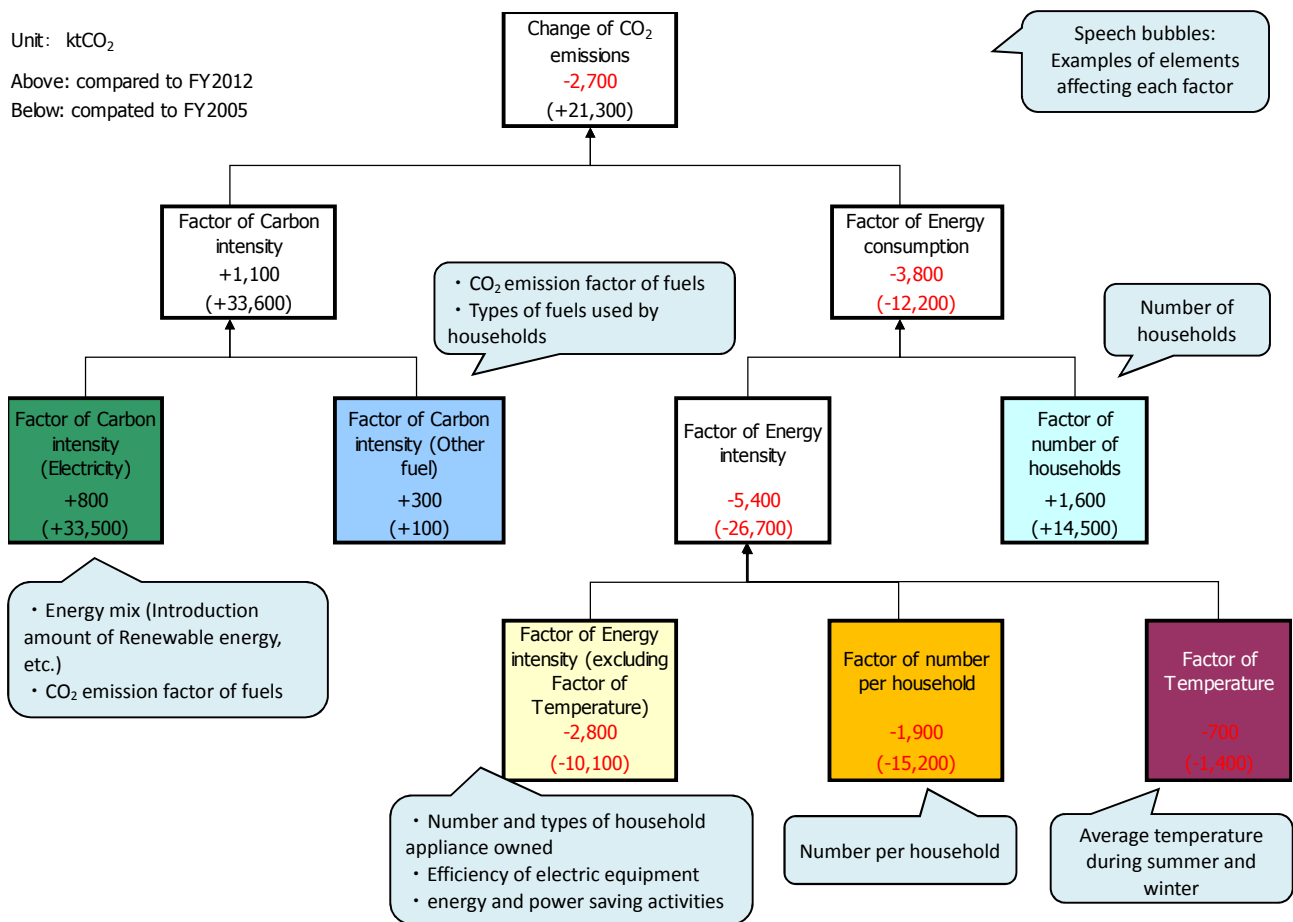 Unit: ktCO₂
Above: compared to FY2012
Below: compated to FY2005
Change of CO₂
emissions
-2,700
(+21,300)
Speech bubbles:
Examples of elements
affecting each factor
Factor of Carbon
intensity
+1,100
(+33,600)
Factor of Energy
consumption
-3,800
(-12,200)
・CO₂ emission factor of fuels
・Types of fuels used by
households
Number of
households
Factor of Carbon
intensity
(Electricity)
+800
(+33,500)
Factor of Carbon
intensity (Other
fuel)
+300
(+100)
Factor of Energy
intensity
-5,400
(-26,700)
Factor of
number of
households
+1,600
(+14,500)
・Energy mix (Introduction
amount of Renewable energy,
etc.)
・CO₂ emission factor of fuels
Factor of Energy
intensity (excluding
Factor of
Temperature)
-2,800
(-10,100)
Factor of number
per household
-1,900
(-15,200)
Factor of
Temperature
-700
(-1,400)
・Number and types of household
appliance owned
・Efficiency of electric equipment
・energy and power saving activities
Number per household
Average temperature
during summer and
winter